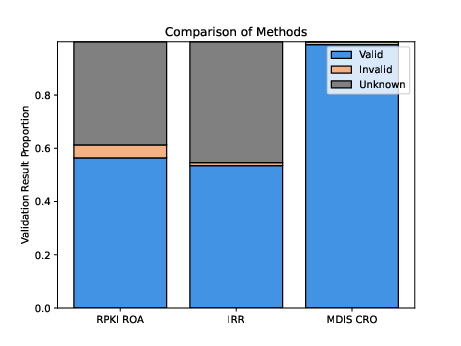 Comparison of Methods
Valid
Invalid
Unknown
Validation Result Proportion
0.8
0.6
0.4
0.2
0.0
RPKI ROA
IRR
MDIS CRO